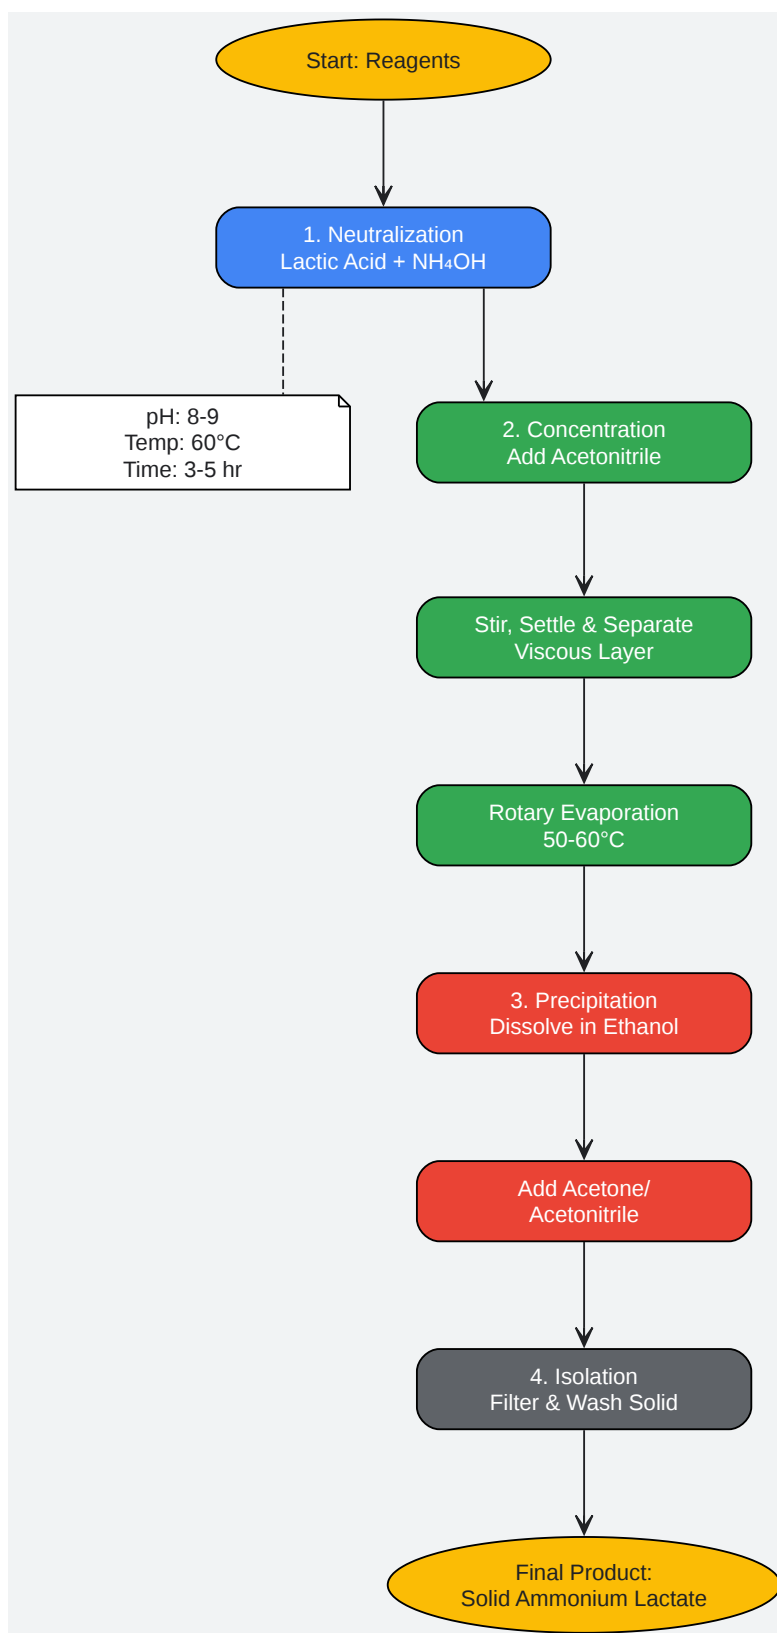 Start: Reagents
1. Neutralization
Lactic Acid + NH₄OH
pH: 8-9
Temp: 60°C
Time: 3-5 hr
2. Concentration
Add Acetonitrile
Stir, Settle & Separate
Viscous Layer
Rotary Evaporation
50-60°C
3. Precipitation
Dissolve in Ethanol
Add Acetone/
Acetonitrile
4. Isolation
Filter & Wash Solid
Final Product:
Solid Ammonium Lactate